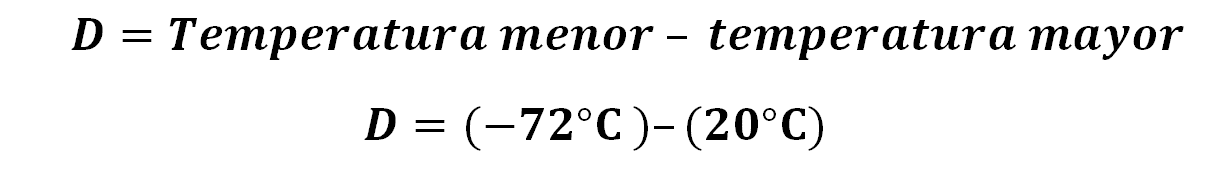 D = Temperatura menor – temperatura mayor
D = (−72°C )–(20°C)